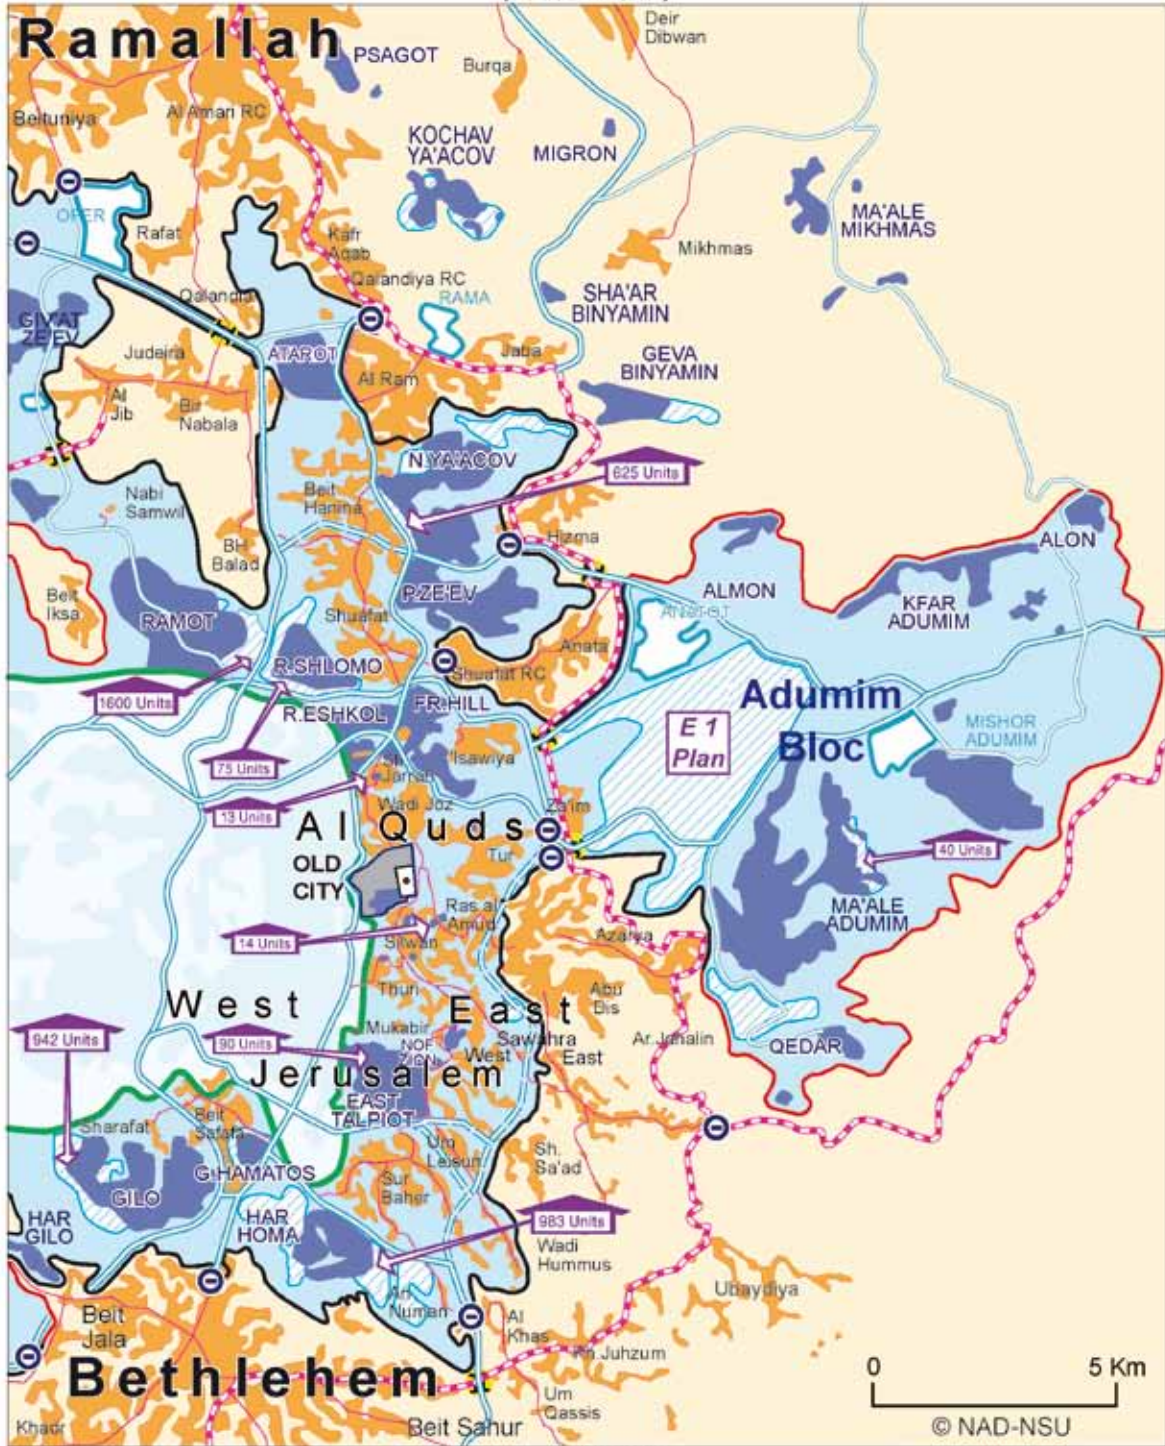 Ramallah
PSAGOT
Deir
Dibwan
Burqa
Beituniya
Al Amari RC
KOCHAV
YA'ACOV
MIGRON
MA'ALE
MIKHMAS
OFER
Rafat
Kafr
Aqab
Mikhmas
Qalandia
Qalandiya RC
RAMA
SHA'AR
BINYAMIN
GIV'AT
ZE'EV
Judeira
ATAROT
Jaba
GEVA
BINYAMIN
Al Ram
Al
Jib
Bir
Nabala
N.YA'ACOV
625 Units
Nabi
Samwil
Beit
Hanina
BH
Balad
Hizma
ALON
ALMON
Beit
Iksa
RAMOT
P.ZE'EV
ANATOT
KFAR
ADUMIM
Shuafat
Anata
R.SHLOMO
Shuafat RC
1600 Units
R.ESHKOL
FR.HILL
Adumim
Bloc
E 1
Plan
MISHOR
ADUMIM
75 Units
Sh.
Jarrah
Isawiya
13 Units
Wadi Joz
Za'im
Al Quds
OLD
CITY
Tur
40 Units
Ras al
Amud
MA'ALE
ADUMIM
14 Units
Silwan
Azarya
Thuri
Abu
Dis
West
East
942 Units
90 Units
Mukabir
NOF
ZION
Sawahra
West
East
Ar.Jahalin
QEDAR
Jerusalem
EAST
TALPIOT
Sharafat
Beit
Safafa
Um
Leisun
Sh.
Sa'ad
G.HAMATOS
GILO
Sur
Baher
HAR
GILO
HAR
HOMA
983 Units
Wadi
Hummus
An
Numan
Ubaydiya
Beit
Jala
Al
Khas
Juhzum
0 5 Km
Bethlehem
Um
Qassis
Khadr
Beit Sahur
© NAD-NSU